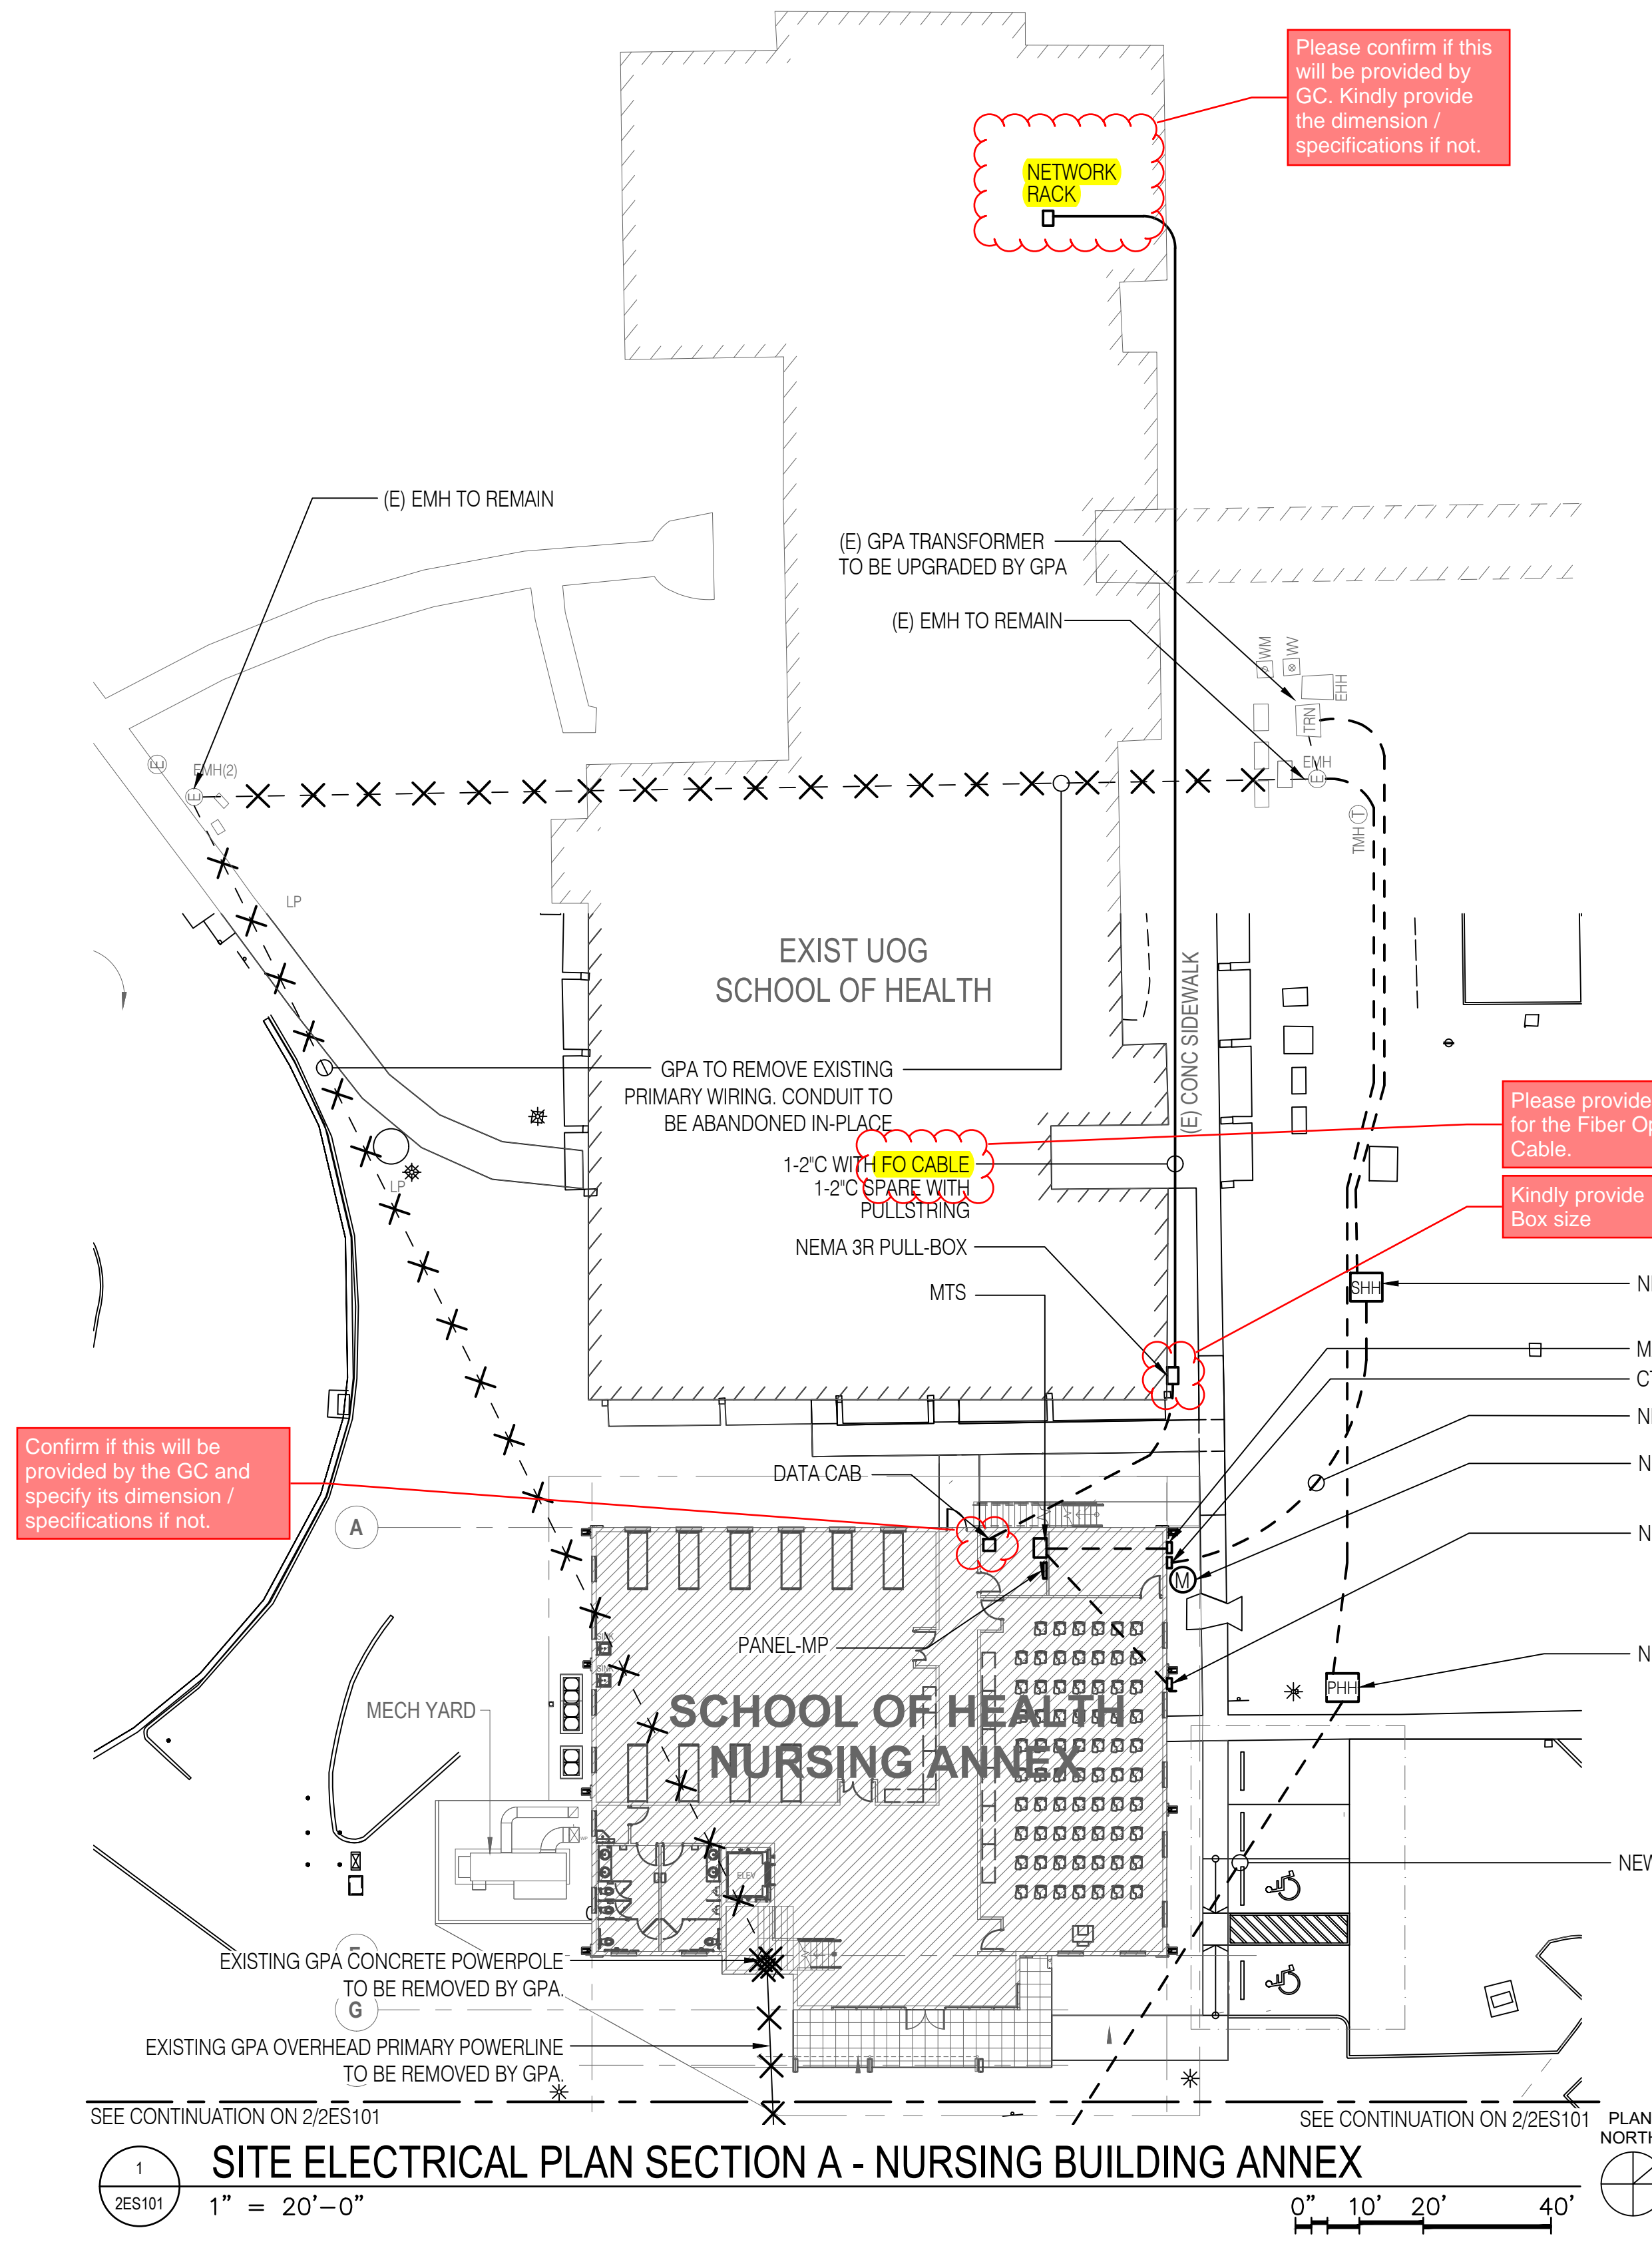 Please confirm if this
will be provided by
GC. Kindly provide
the dimension /
specifications if not.
NETWORK
RACK
(E) EMH TO REMAIN
(E) GPA TRANSFORMER
TO BE UPGRADED BY GPA
(E) EMH TO REMAIN
WM
WV
EHH
TRN
EMH
E
TMH
T
E
EMH(2)
E
LP
EXIST UOG
SCHOOL OF HEALTH
(E) CONC SIDEWALK
GPA TO REMOVE EXISTING
PRIMARY WIRING. CONDUIT TO
BE ABANDONED IN-PLACE
Please provide
for the Fiber Op
Cable.
1-2"C WITH FO CABLE
1-2"C SPARE WITH
PULLSTRING
LP
Kindly provide
Box size
NEMA 3R PULL-BOX
MTS
SHH
N
M
CT
N
N
N
N
Confirm if this will be
provided by the GC and
specify its dimension /
specifications if not.
DATA CAB
A
M
SINK
SINK
PANEL-MP
PHH
MECH YARD
SCHOOL OF HEALTH
NURSING ANNEX
ELEV
NEW
EXISTING GPA CONCRETE POWERPOLE
TO BE REMOVED BY GPA.
G
EXISTING GPA OVERHEAD PRIMARY POWERLINE
TO BE REMOVED BY GPA.
SEE CONTINUATION ON 2/2ES101
SEE CONTINUATION ON 2/2ES101
PLAN
NORTH
1
2ES101
SITE ELECTRICAL PLAN SECTION A - NURSING BUILDING ANNEX
1" = 20'-0"
0" 10' 20' 40'